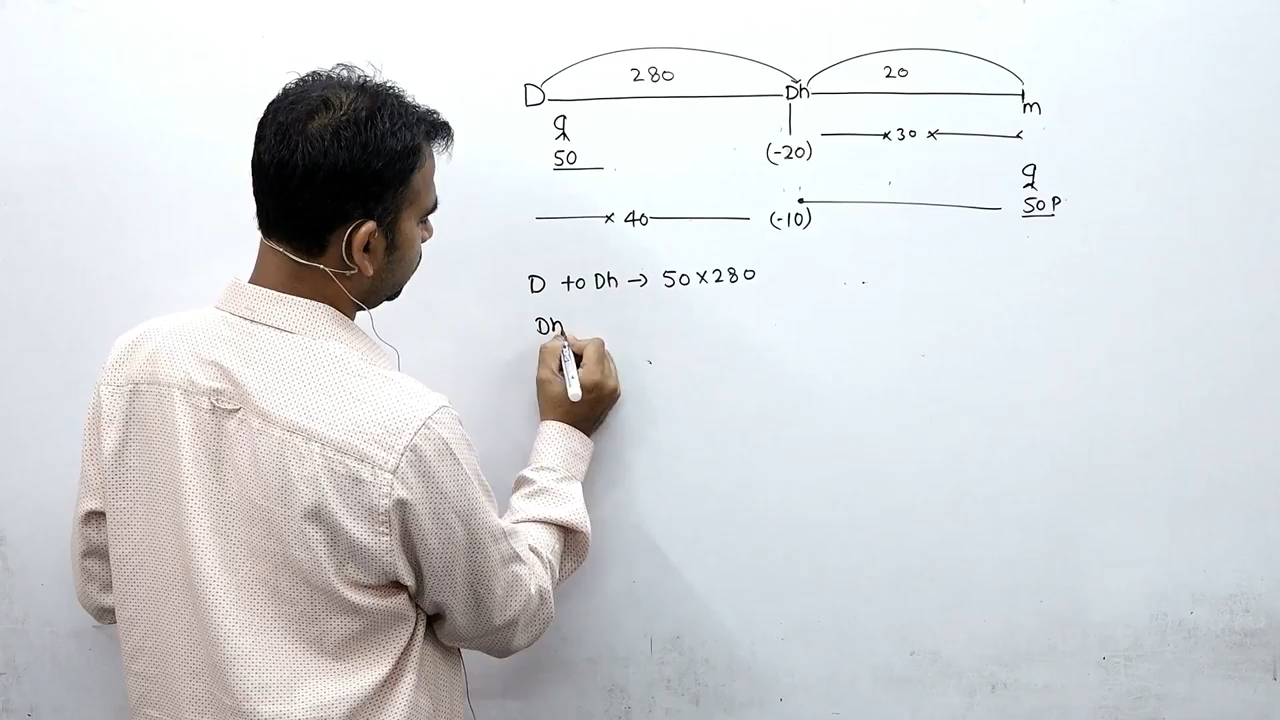 280 20
D Dh m
50 (-20) × 30 ×
50P
× 40 (-10)
D to Dh → 50×280
Dh